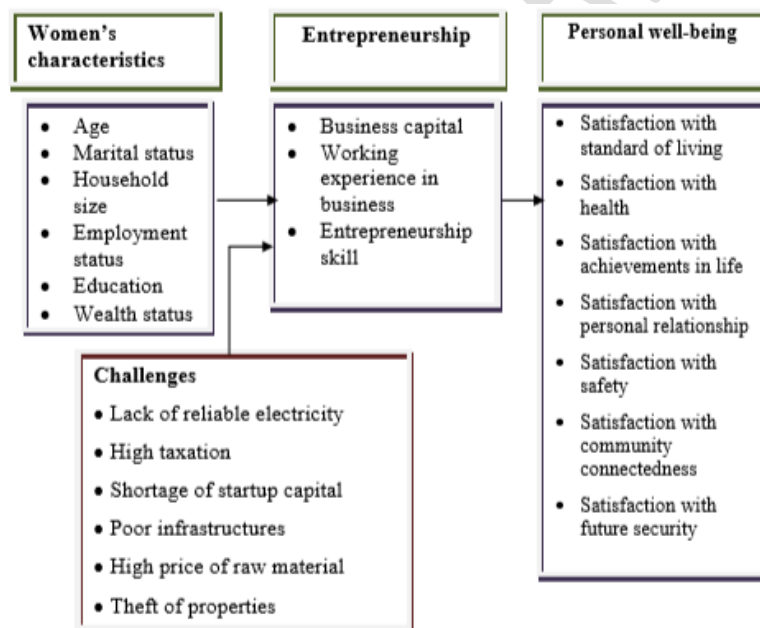 Women's
characteristics
• Age
• Marital status
• Household
size
• Employment
status
• Education
• Wealth status
Entrepreneurship
• Business capital
• Working
experience in
business
• Entrepreneurship
skill
Personal well-being
• Satisfaction with
standard of living
• Satisfaction with
health
• Satisfaction with
achievements in life
• Satisfaction with
personal relationship
• Satisfaction with
safety
• Satisfaction with
community
connectedness
• Satisfaction with
future security
Challenges
• Lack of reliable electricity
• High taxation
• Shortage of startup capital
• Poor infrastructures
• High price of raw material
• Theft of properties